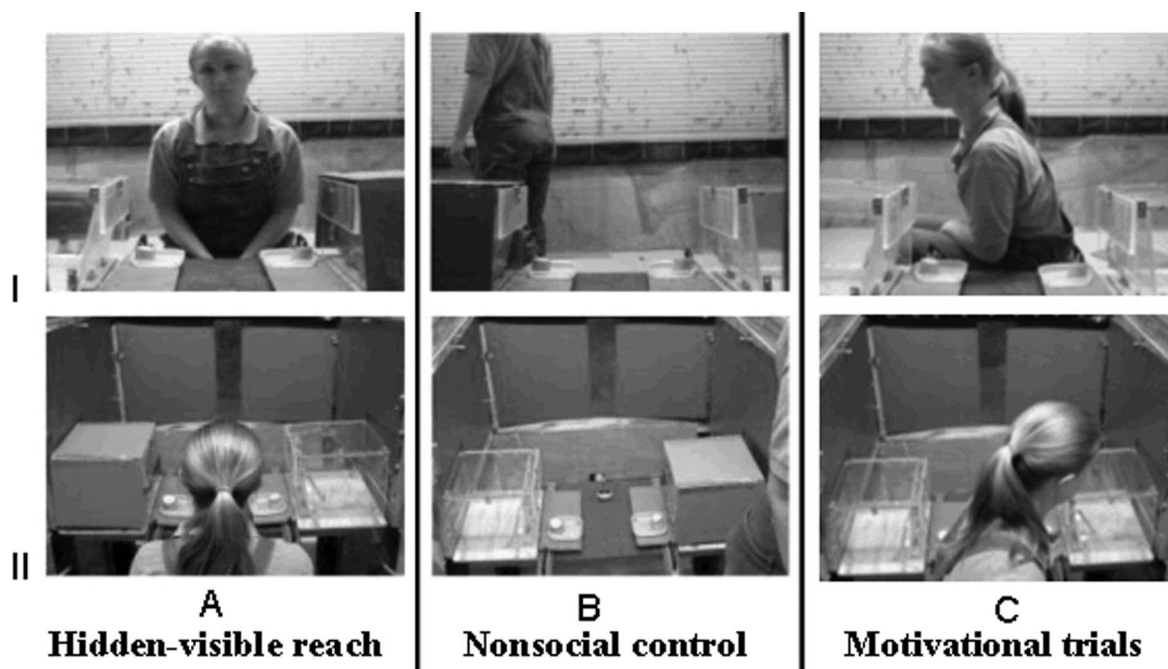 I
II
A
B
C
Hidden-visible reach
Nonsocial control
Motivational trials